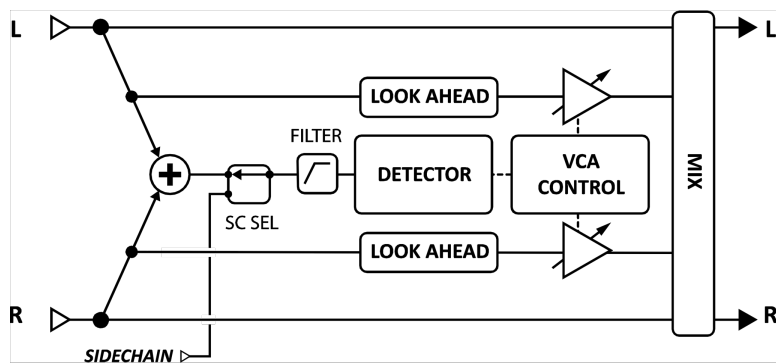 L
L
LOOK AHEAD
FILTER
DETECTOR
VCA
CONTROL
MIX
SC SEL
LOOK AHEAD
R
R
SIDECHAIN